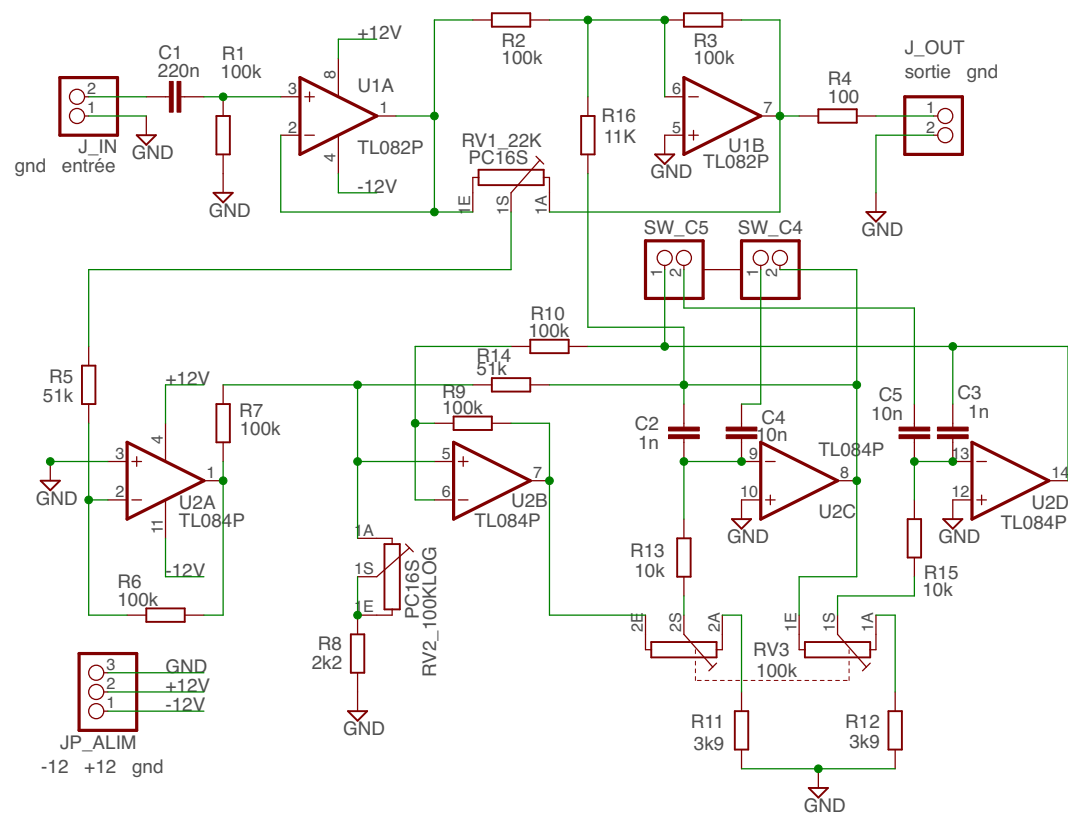 +12V
C1
220n
R1
100k
8
U1A
3
+
1
2
−
4
TL082P
-12V
R2
100k
R3
100k
R16
11K
6
−
7
5
+
U1B
TL082P
GND
R4
100
J_OUT
sortie gnd
1
2
GND
2
1
J_IN
gnd entrée
GND
GND
RV1_22K
PC16S
1E
1S
1A
SW_C5
1
2
SW_C4
1
2
R10
100k
R14
51k
R9
100k
R5
51k
+12V
R7
100k
4
3
+
1
2
−
U2A
TL084P
11
-12V
GND
R6
100k
5
+
7
6
−
U2B
TL084P
C2
1n
C4
10n
TL084P
9
−
8
10
+
U2C
GND
C5
10n
C3
1n
13
−
14
12
+
U2D
TL084P
GND
1A
1S
1E
PC16S
RV2_100KLOG
R8
2k2
GND
R13
10k
R15
10k
2E
2S
2A
RV3
100k
1E
1S
1A
R11
3k9
R12
3k9
GND
3
GND
2
+12V
1
-12V
JP_ALIM
-12 +12 gnd